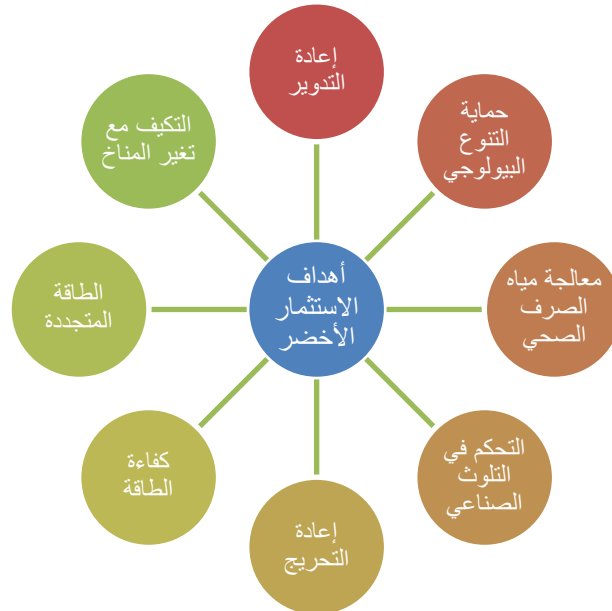 إعادة
التدوير
حماية
التنوع
البيولوجي
معالجة مياه
الصرف
الصحي
التحكم في
التلوث
الصناعي
إعادة
التحريج
كفاءة
الطاقة
الطاقة
المتجددة
التكيف مع
تغير المناخ
أهداف
الاستثمار
الأخضر